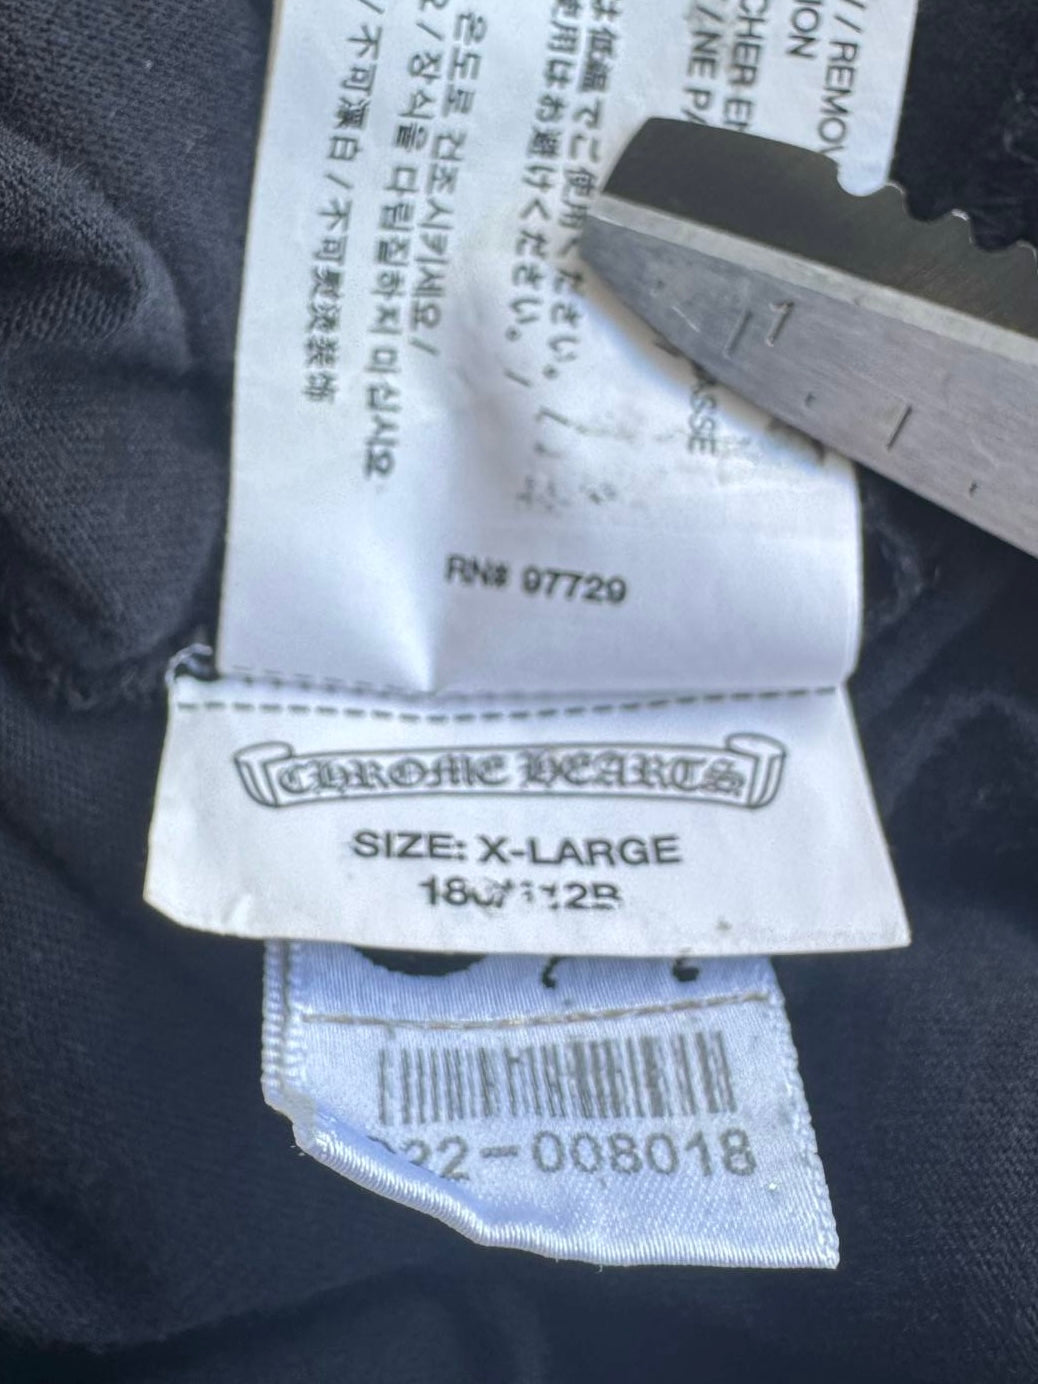 / REMOV
ION
CHER EN
/ NE PA
ASSE
は低温でご使用ください。/
使用はお避けください。/
온도로 건조시키세요 /
요 / 장식을 다림질하지 마십시오
/ 不可漂白 / 不可熨烫装饰
RN# 97729
CHROME HEARTS
SIZE: X-LARGE
22-008018
1